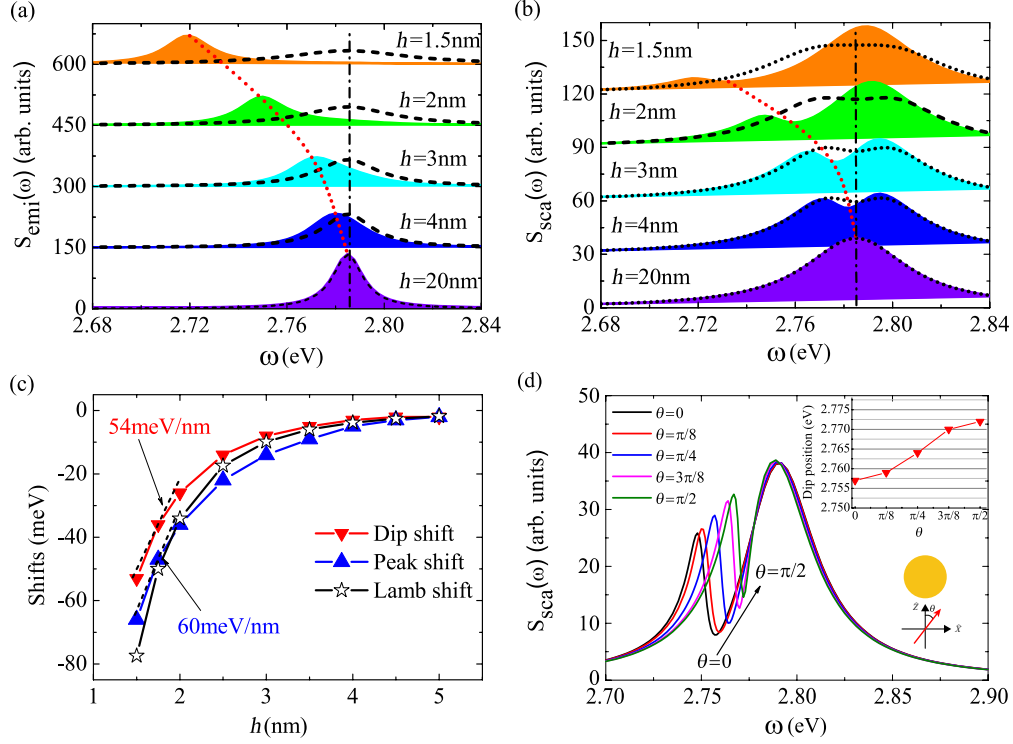 (a)
h=1.5nm
h=2nm
h=3nm
h=4nm
h=20nm
600
450
300
150
0
S_emi(ω) (arb. units)
2.68 2.72 2.76 2.80 2.84
ω(eV)
(b)
h=1.5nm
h=2nm
h=3nm
h=4nm
h=20nm
150
120
90
60
30
0
S_sca(ω) (arb. units)
2.68 2.72 2.76 2.80 2.84
ω(eV)
(c)
54meV/nm
60meV/nm
Dip shift
Peak shift
Lamb shift
0
-20
-40
-60
-80
Shifts (meV)
1 2 3 4 5
h(nm)
(d)
θ=0
θ=π/8
θ=π/4
θ=3π/8
θ=π/2
50
40
30
20
10
0
S_sca(ω) (arb. units)
2.775
2.770
2.765
2.760
2.755
2.750
Dip position (eV)
0 π/8 π/4 3π/8 π/2
θ
θ=π/2
θ=0
z̄
θ
x̄
2.70 2.75 2.80 2.85 2.90
ω(eV)